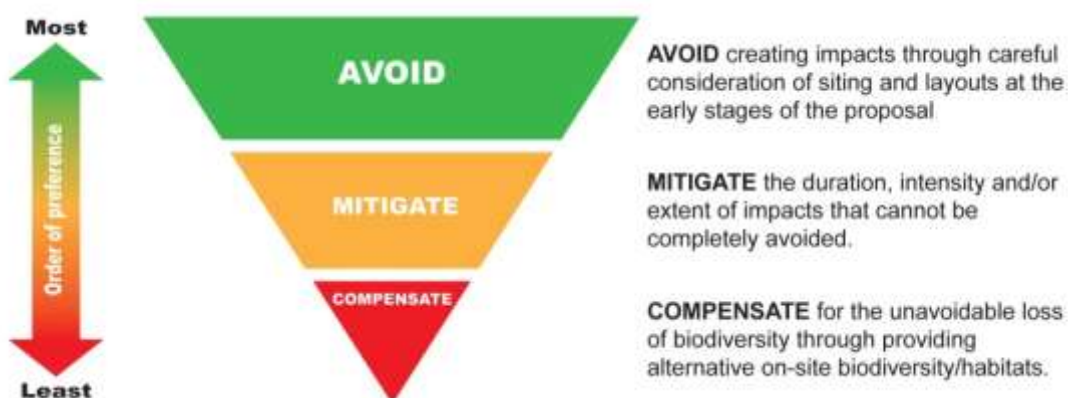 Most
Order of preference
Least
AVOID
MITIGATE
COMPENSATE
AVOID creating impacts through careful
consideration of siting and layouts at the
early stages of the proposal
MITIGATE the duration, intensity and/or
extent of impacts that cannot be
completely avoided.
COMPENSATE for the unavoidable loss
of biodiversity through providing
alternative on-site biodiversity/habitats.